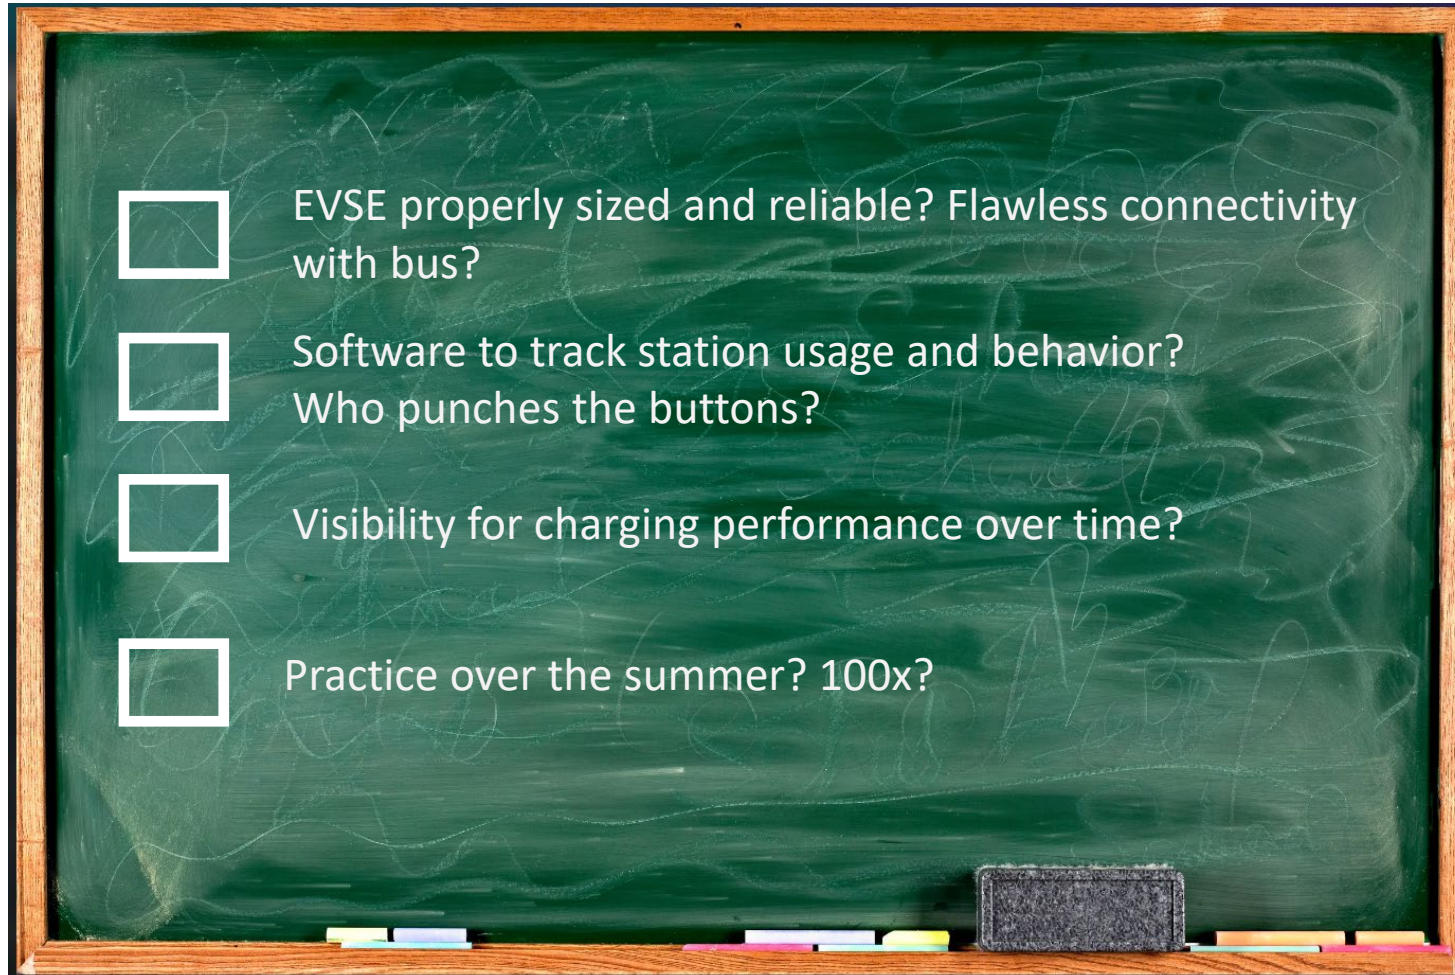 EVSE properly sized and reliable? Flawless connectivity
with bus?
Software to track station usage and behavior?
Who punches the buttons?
Visibility for charging performance over time?
Practice over the summer? 100x?